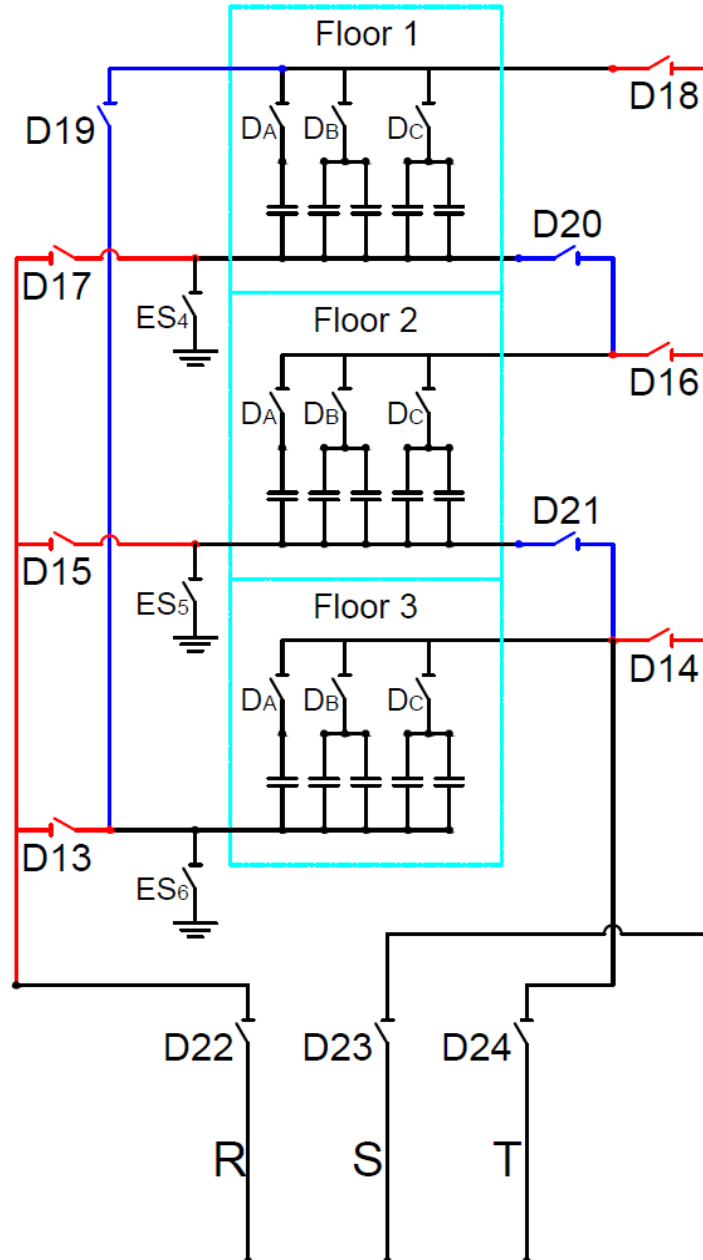 Floor 1
D18
D19
DA
DB
DC
D20
D17
ES4
Floor 2
D16
DA
DB
DC
D21
D15
ES5
Floor 3
D14
DA
DB
DC
D13
ES6
D22
D23
D24
R
S
T